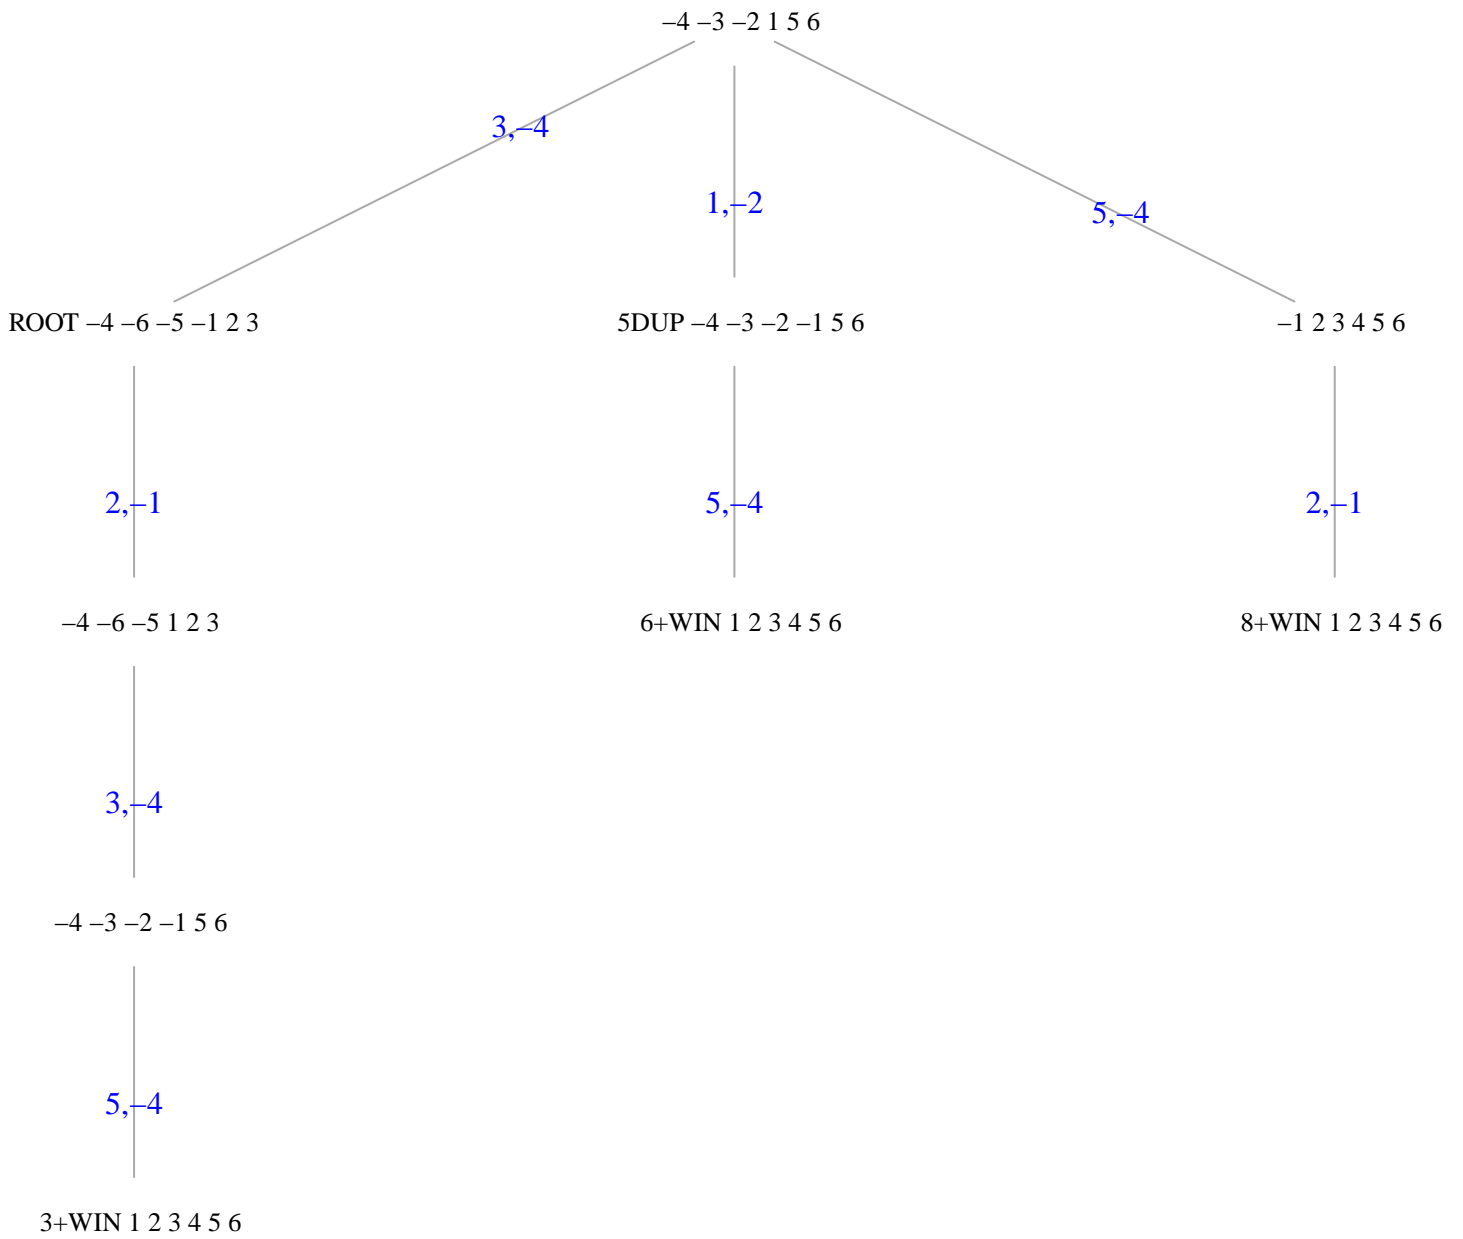 –4 –3 –2 1 5 6
3,–4
1,–2
5,–4
ROOT –4 –6 –5 –1 2 3
5DUP –4 –3 –2 –1 5 6
–1 2 3 4 5 6
2,–1
5,–4
2,–1
–4 –6 –5 1 2 3
6+WIN 1 2 3 4 5 6
8+WIN 1 2 3 4 5 6
3,–4
–4 –3 –2 –1 5 6
5,–4
3+WIN 1 2 3 4 5 6